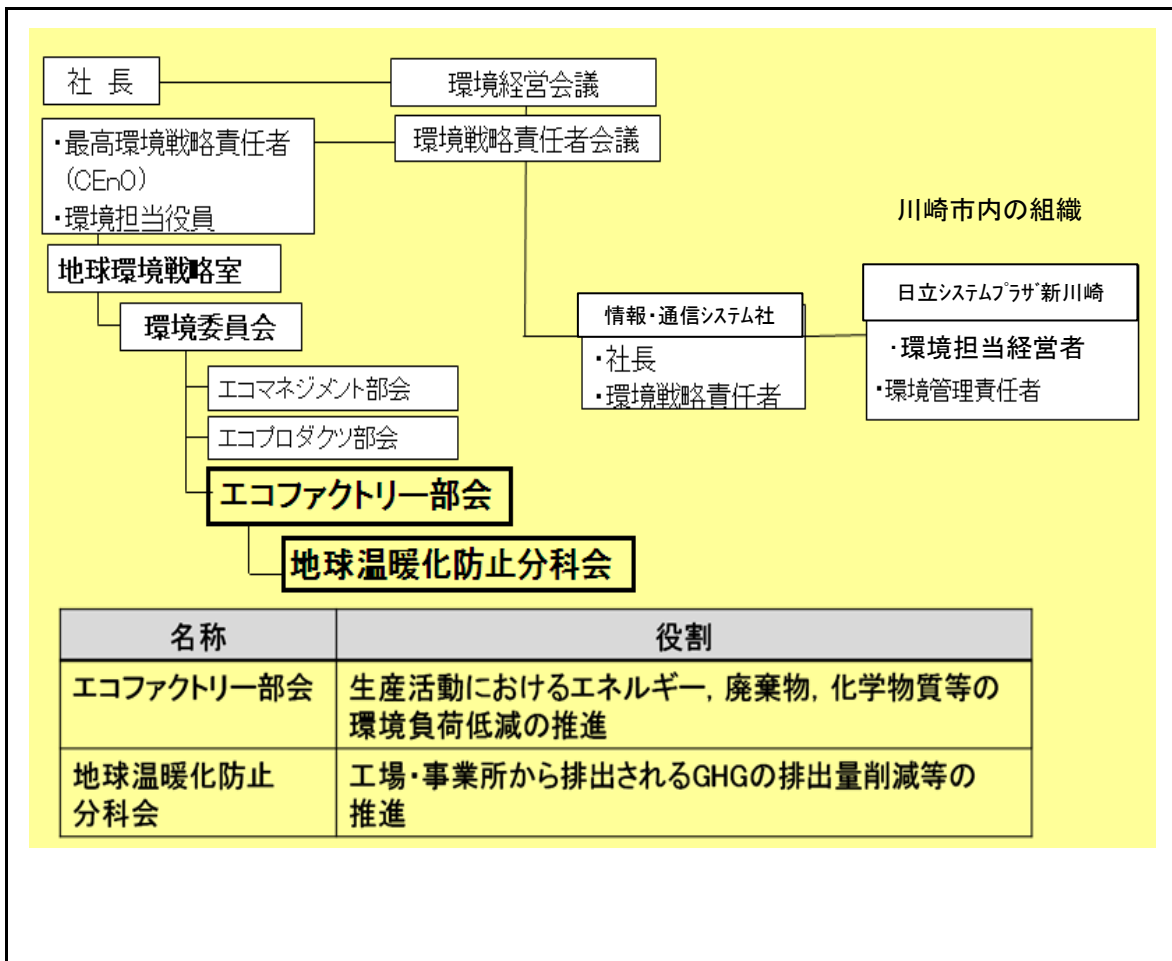 社 長
環境経営会議
・最高環境戦略責任者
(CEnO)
・環境担当役員
環境戦略責任者会議
川崎市内の組織
地球環境戦略室
環境委員会
エコマネジメント部会
エコプロダクツ部会
エコファクトリー部会
地球温暖化防止分科会
情報・通信ｼｽﾃﾑ社
・社長
・環境戦略責任者
日立ｼｽﾃﾑﾌﾟﾗｻﾞ新川崎
・環境担当経営者
・環境管理責任者
名称 役割
エコファクトリー部会 生産活動におけるエネルギー, 廃棄物, 化学物質等の
環境負荷低減の推進
地球温暖化防止 工場・事業所から排出されるGHGの排出量削減等の
分科会 推進